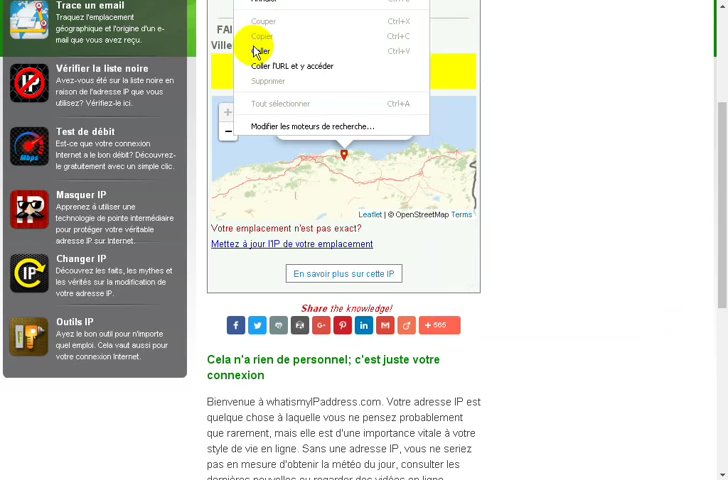 Trace un email
Traquez l'emplacement
géographique et l'origine d'un e-
mail que vous avez reçu.
Vérifier la liste noire
Avez-vous été sur la liste noire en
raison de l'adresse IP que vous
utilisez? Vérifiez-le ici.
Test de débit
Est-ce que votre connexion
Internet a le bon débit? Découvrez-
le gratuitement avec un simple clic.
Mbps
Masquer IP
Apprenez à utiliser une
technologie de pointe intermédiaire
pour protéger votre véritable
adresse IP sur Internet.
Changer IP
Découvrez les faits, les mythes et
les vérités sur la modification de
votre adresse IP.
IP
Outils IP
Ayez le bon outil pour n'importe
quel emploi. Cela vaut aussi pour
votre connexion Internet.
FAI
Ville
Couper Ctrl+X
Copier Ctrl+C
Ctrl+V
Coller l'URL et y accéder
Supprimer
Tout sélectionner Ctrl+A
Modifier les moteurs de recherche...
+
−
Leaflet | © OpenStreetMap Terms
Votre emplacement n'est pas exact?
Mettez à jour l'IP de votre emplacement
En savoir plus sur cette IP
Share the knowledge!
+ 565
Cela n'a rien de personnel; c'est juste votre
connexion
Bienvenue à whatismyIPaddress.com. Votre adresse IP est
quelque chose à laquelle vous ne pensez probablement
que rarement, mais elle est d'une importance vitale à votre
style de vie en ligne. Sans une adresse IP, vous ne seriez
pas en mesure d'obtenir la météo du jour, consulter les
dernières nouvelles ou regarder des vidéos en ligne